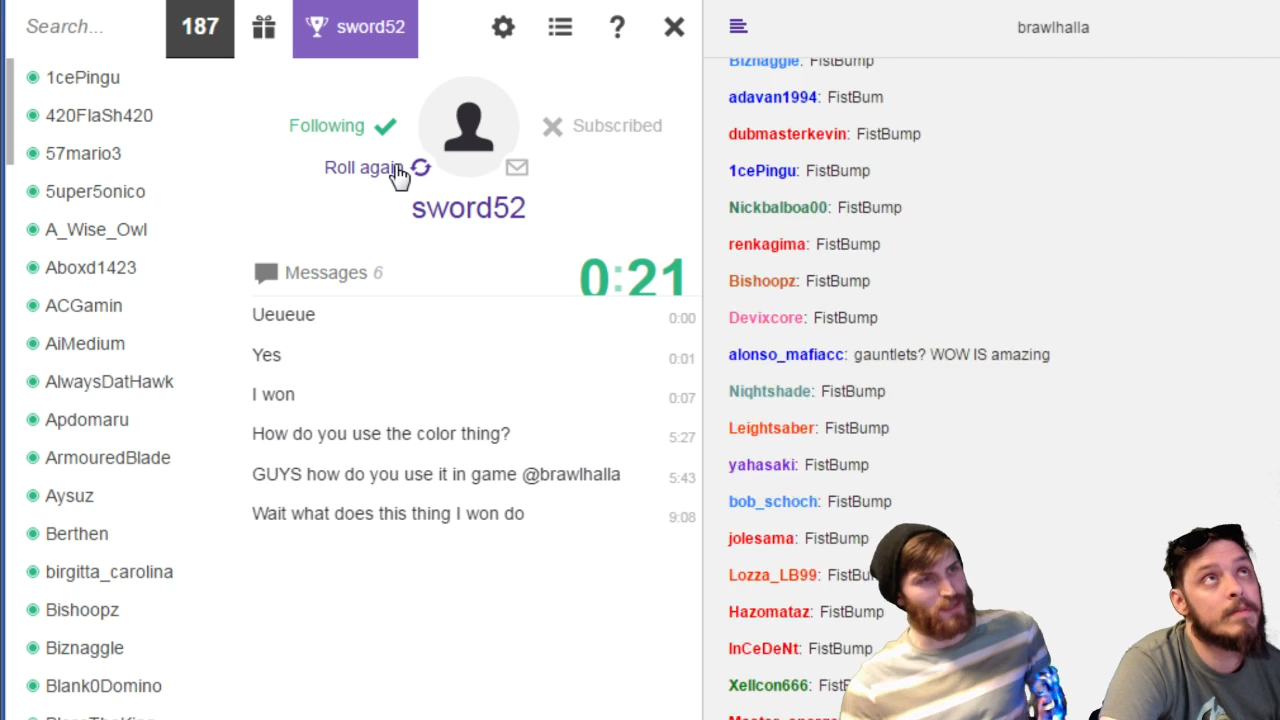 Search...
187
sword52
1cePingu
420FlaSh420
57mario3
5uper5onico
A_Wise_Owl
Aboxd1423
ACGamin
AiMedium
AlwaysDatHawk
Apdomaru
ArmouredBlade
Aysuz
Berthen
birgitta_carolina
Bishoopz
Biznaggle
Blank0Domino
Following
Subscribed
Roll again
sword52
Messages 6
0:21
Ueueue 0:00
Yes 0:01
I won 0:07
How do you use the color thing? 5:27
GUYS how do you use it in game @brawlhalla 5:43
Wait what does this thing I won do 9:08
brawlhalla
Biznaggle: FistBump
adavan1994: FistBum
dubmasterkevin: FistBump
1cePingu: FistBump
Nickbalboa00: FistBump
renkagima: FistBump
Bishoopz: FistBump
Devixcore: FistBump
alonso_mafiacc: gauntlets? WOW IS amazing
Niqhtshade: FistBump
Leightsaber: FistBump
yahasaki: FistBump
bob_schoch: FistBump
jolesama: FistBump
Lozza_LB99:
Hazomataz: FistBump
InCeDeNt: FistBump
Xellcon666: